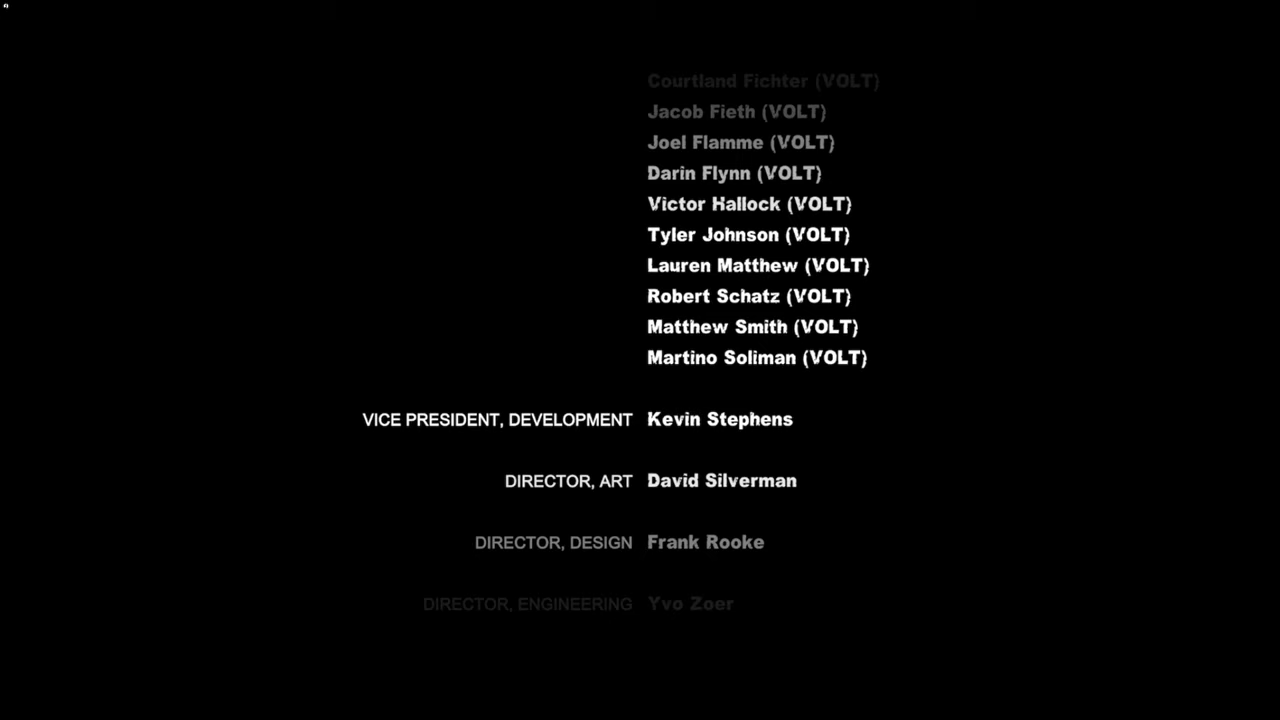 Courtland Fichter (VOLT)
Jacob Fieth (VOLT)
Joel Flamme (VOLT)
Darin Flynn (VOLT)
Victor Hallock (VOLT)
Tyler Johnson (VOLT)
Lauren Matthew (VOLT)
Robert Schatz (VOLT)
Matthew Smith (VOLT)
Martino Soliman (VOLT)
VICE PRESIDENT, DEVELOPMENT Kevin Stephens
DIRECTOR, ART David Silverman
DIRECTOR, DESIGN Frank Rooke
DIRECTOR, ENGINEERING Yvo Zoer